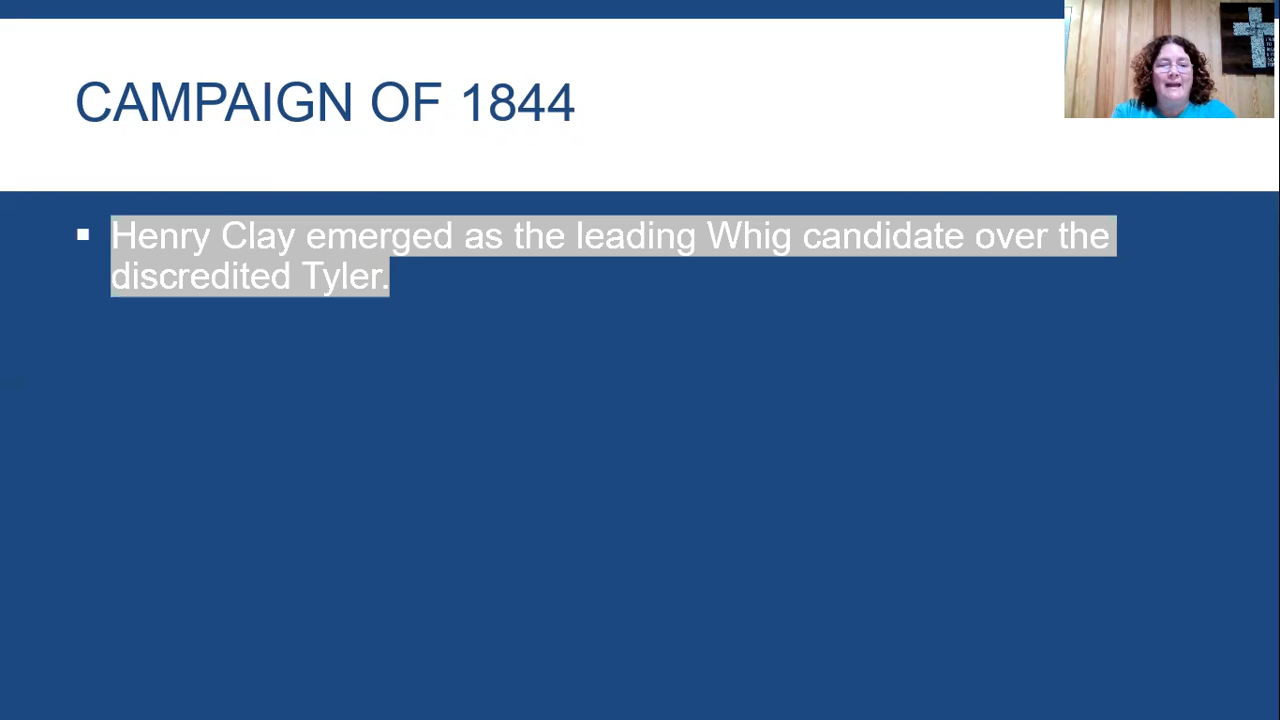 CAMPAIGN OF 1844
Henry Clay emerged as the leading Whig candidate over the
discredited Tyler.